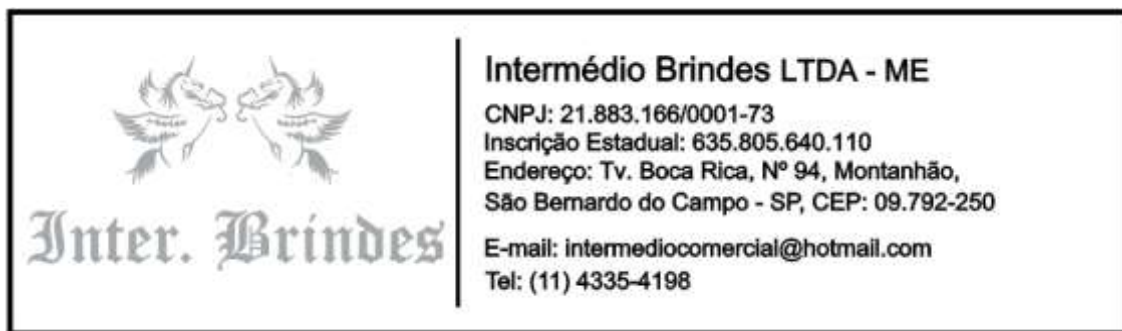 Inter. Brindes
Intermédio Brindes LTDA - ME
CNPJ: 21.883.166/0001-73
Inscrição Estadual: 635.805.640.110
Endereço: Tv. Boca Rica, Nº 94, Montanhão,
São Bernardo do Campo - SP, CEP: 09.792-250
E-mail: intermediocomercial@hotmail.com
Tel: (11) 4335-4198